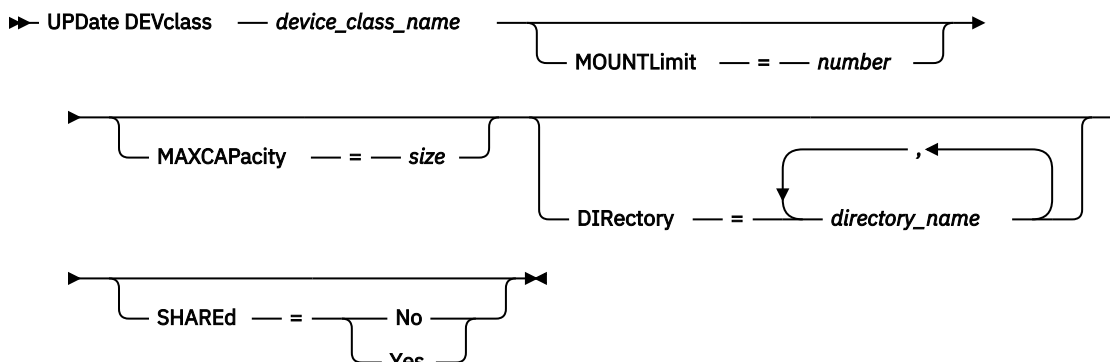 UPDate DEVclass device_class_name
MOUNTLimit = number
MAXCAPacity = size
,
DIRectory = directory_name
SHAREd = No
Yes